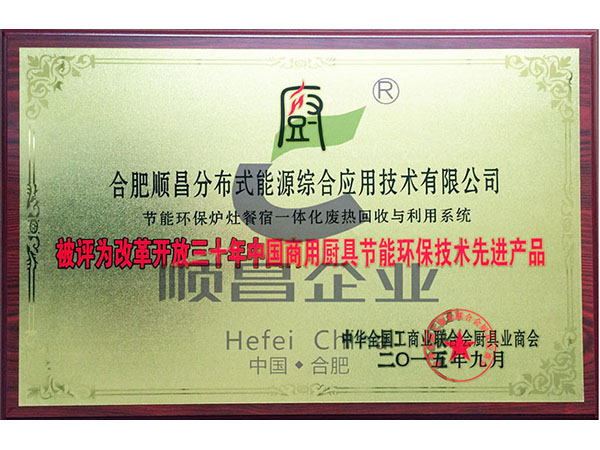 厨
®
合肥顺昌分布式能源综合应用技术有限公司
节能环保炉灶餐宿一体化废热回收与利用系统
被评为改革开放三十年中国商用厨具节能环保技术先进产品
顺昌企业
Hefei Ch
中国◆合肥
中华全国工商业联合会厨具业商会
二〇一五年九月